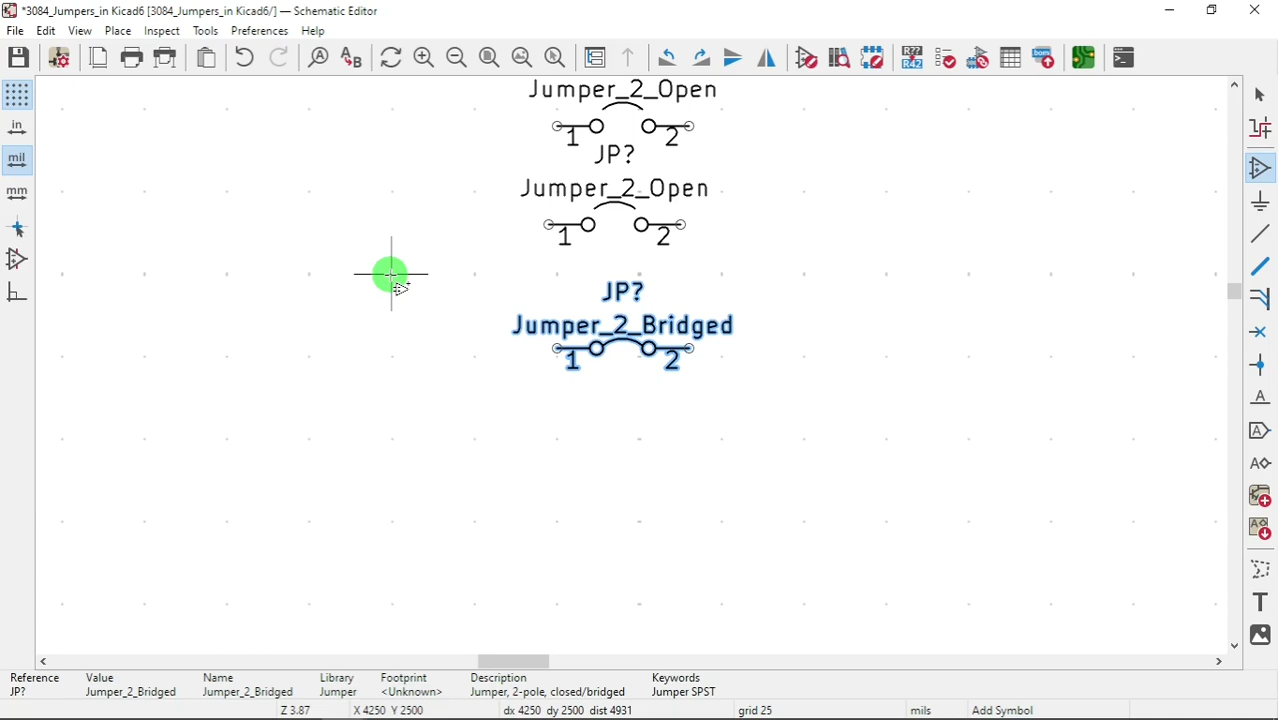 *3084_Jumpers_in Kicad6 [3084_Jumpers_in Kicad6/] — Schematic Editor
File Edit View Place Inspect Tools Preferences Help
A
A B
R?? R42
bom
in
mil
mm
Jumper_2_Open
1 2
JP?
Jumper_2_Open
1 2
JP?
Jumper_2_Bridged
1 2
A
A
A
A
T
Reference Value Name Library Footprint Description Keywords
JP? Jumper_2_Bridged Jumper_2_Bridged Jumper <Unknown> Jumper, 2-pole, closed/bridged Jumper SPST
Z 3.87 X 4250 Y 2500 dx 4250 dy 2500 dist 4931 grid 25 mils Add Symbol